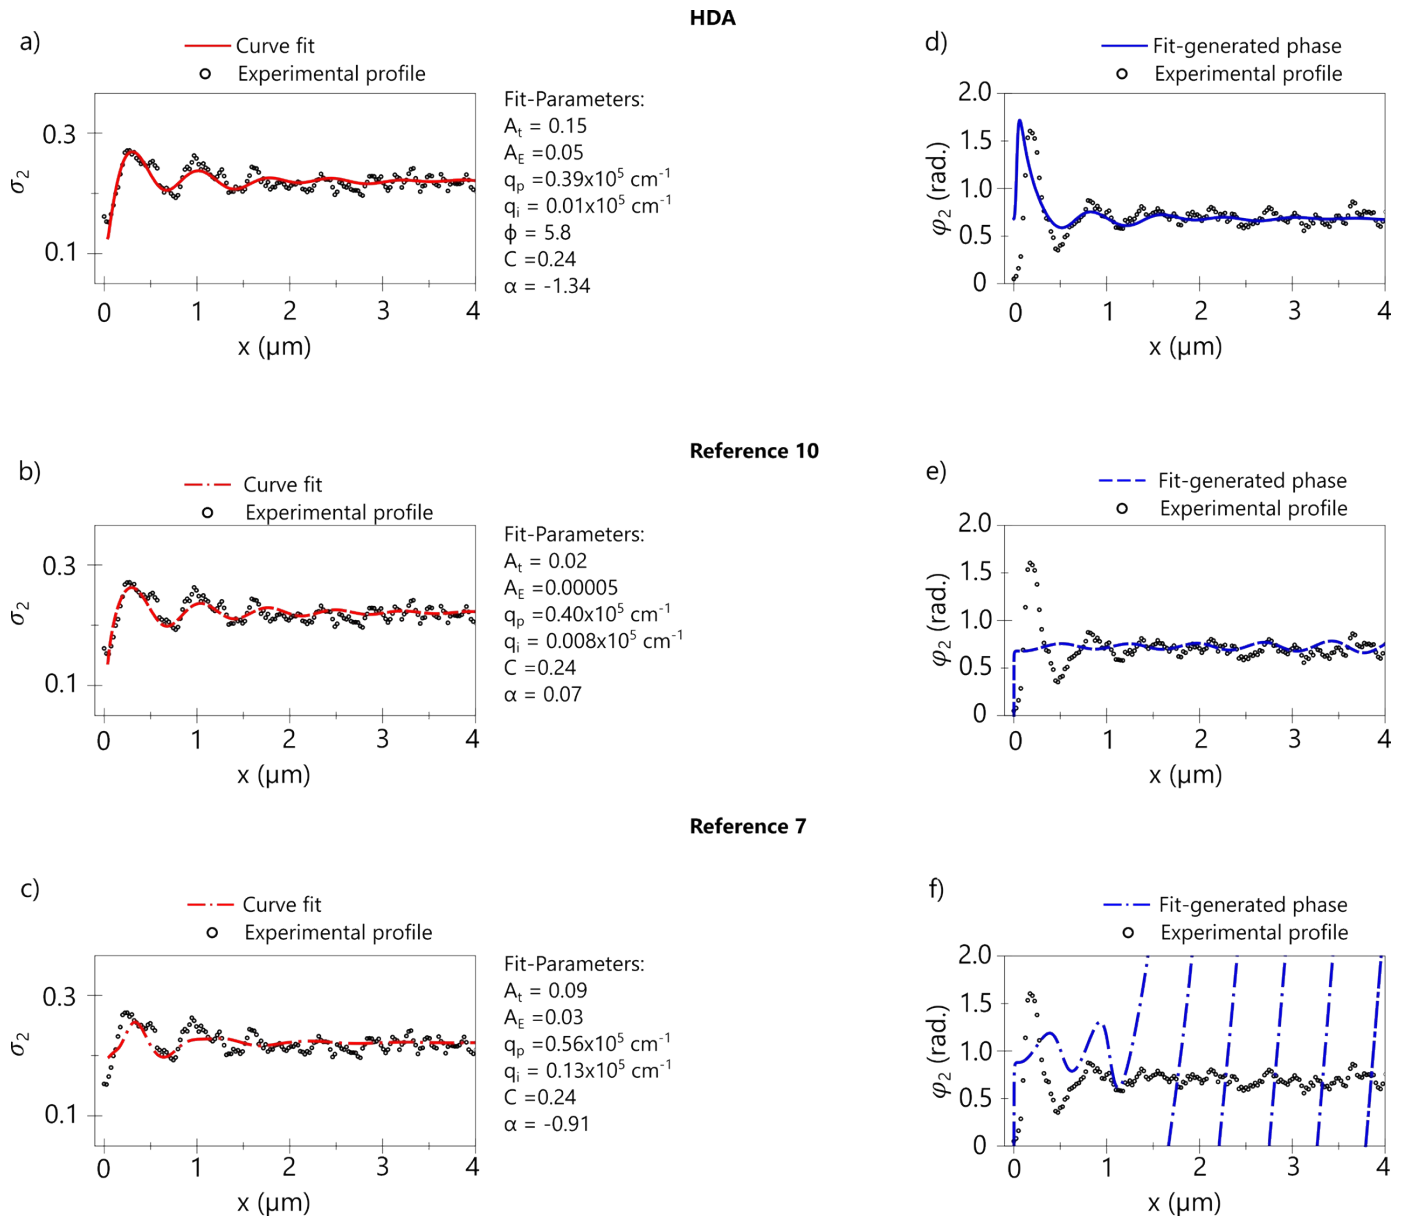 HDA
a)
Curve fit
Experimental profile
0.3
0.1
σ2
0 1 2 3 4
x (μm)
Fit-Parameters:
At = 0.15
AE =0.05
qp =0.39x10^5 cm^-1
qi = 0.01x10^5 cm^-1
ϕ = 5.8
C =0.24
α = -1.34
d)
Fit-generated phase
Experimental profile
2.0
1.5
1.0
0.5
0
φ2 (rad.)
0 1 2 3 4
x (μm)
Reference 10
b)
Curve fit
Experimental profile
0.3
0.1
σ2
0 1 2 3 4
x (μm)
Fit-Parameters:
At = 0.02
AE =0.00005
qp =0.40x10^5 cm^-1
qi = 0.008x10^5 cm^-1
C =0.24
α = 0.07
e)
Fit-generated phase
Experimental profile
2.0
1.5
1.0
0.5
0
φ2 (rad.)
0 1 2 3 4
x (μm)
Reference 7
c)
Curve fit
Experimental profile
0.3
0.1
σ2
0 1 2 3 4
x (μm)
Fit-Parameters:
At = 0.09
AE =0.03
qp =0.56x10^5 cm^-1
qi = 0.13x10^5 cm^-1
C =0.24
α = -0.91
f)
Fit-generated phase
Experimental profile
2.0
1.5
1.0
0.5
0
φ2 (rad.)
0 1 2 3 4
x (μm)